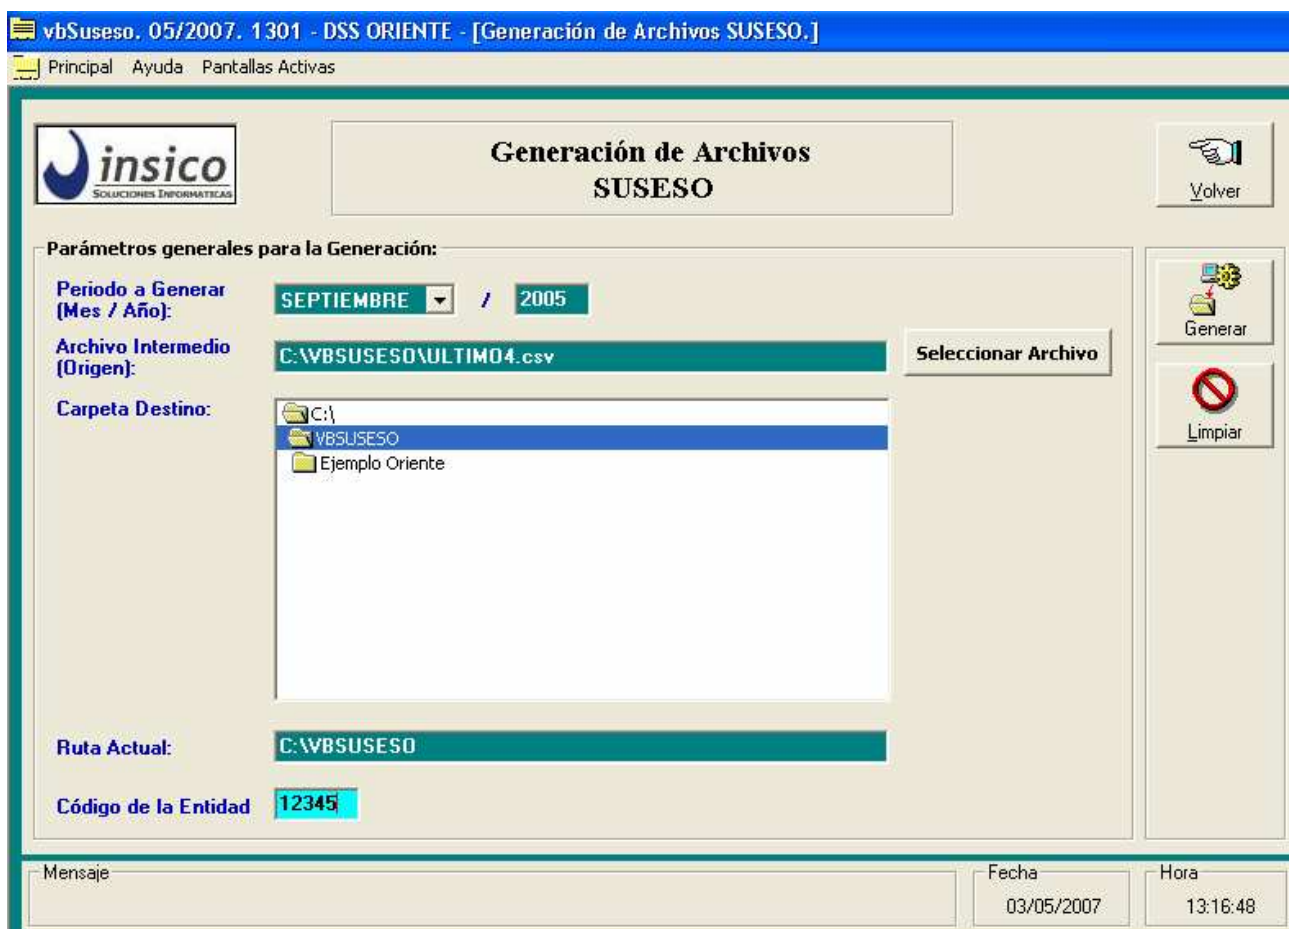 vbSuseso. 05/2007. 1301 - DSS ORIENTE - [Generación de Archivos SUSESO.]
Principal Ayuda Pantallas Activas
insico
SOLUCIONES INFORMATICAS
Generación de Archivos
SUSESO
Volver
Parámetros generales para la Generación:
Periodo a Generar
(Mes / Año):
SEPTIEMBRE / 2005
Generar
Archivo Intermedio
(Origen):
C:\VBSUSESO\ULTIMO4.csv
Seleccionar Archivo
Carpeta Destino:
C:\
VBSUSESO
Ejemplo Oriente
Limpiar
Ruta Actual:
C:\VBSUSESO
Código de la Entidad
12345
Mensaje
Fecha
03/05/2007
Hora
13:16:48